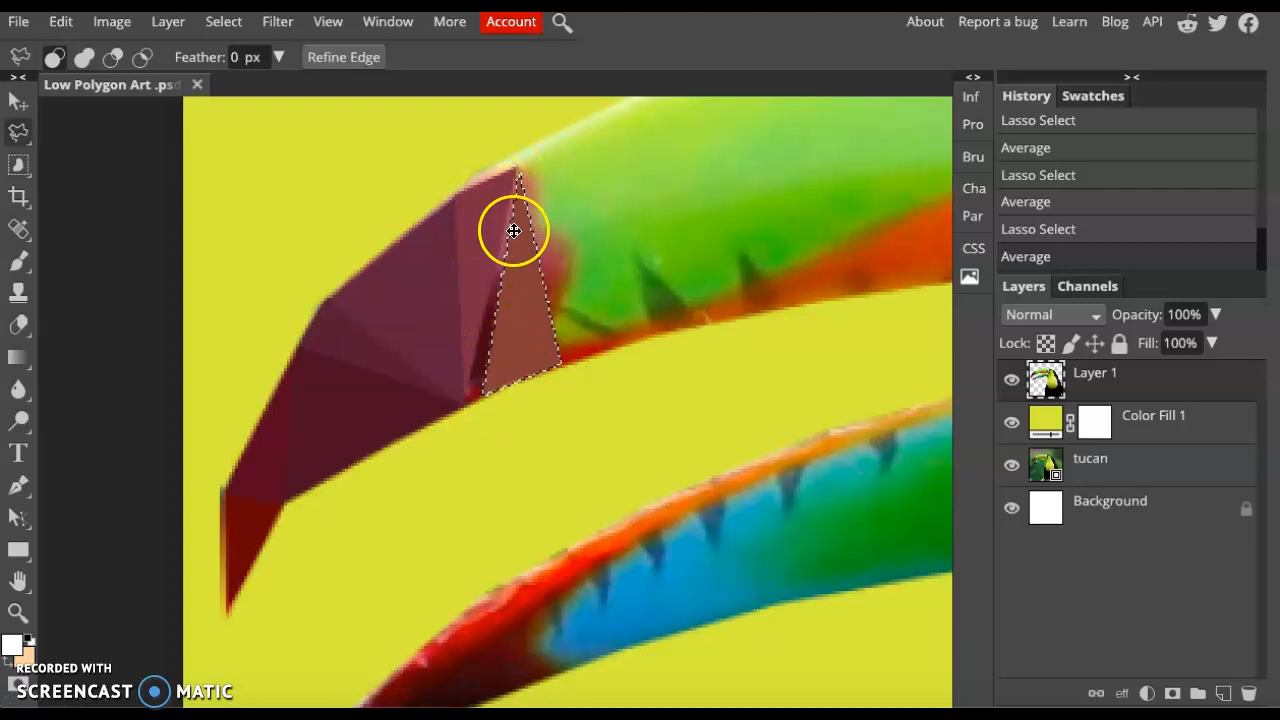 File Edit Image Layer Select Filter View Window More Account About Report a bug Learn Blog API
Feather: 0 px Refine Edge
> < Low Polygon Art .psd × < > > <
Inf History Swatches
Pro Lasso Select
Average
Bru
Lasso Select
Cha
Average
Par
Lasso Select
CSS Average
Layers Channels
Normal Opacity: 100%
Lock: Fill: 100%
Layer 1
Color Fill 1
tucan
Background
T
RECORDED WITH
SCREENCAST MATIC
eff